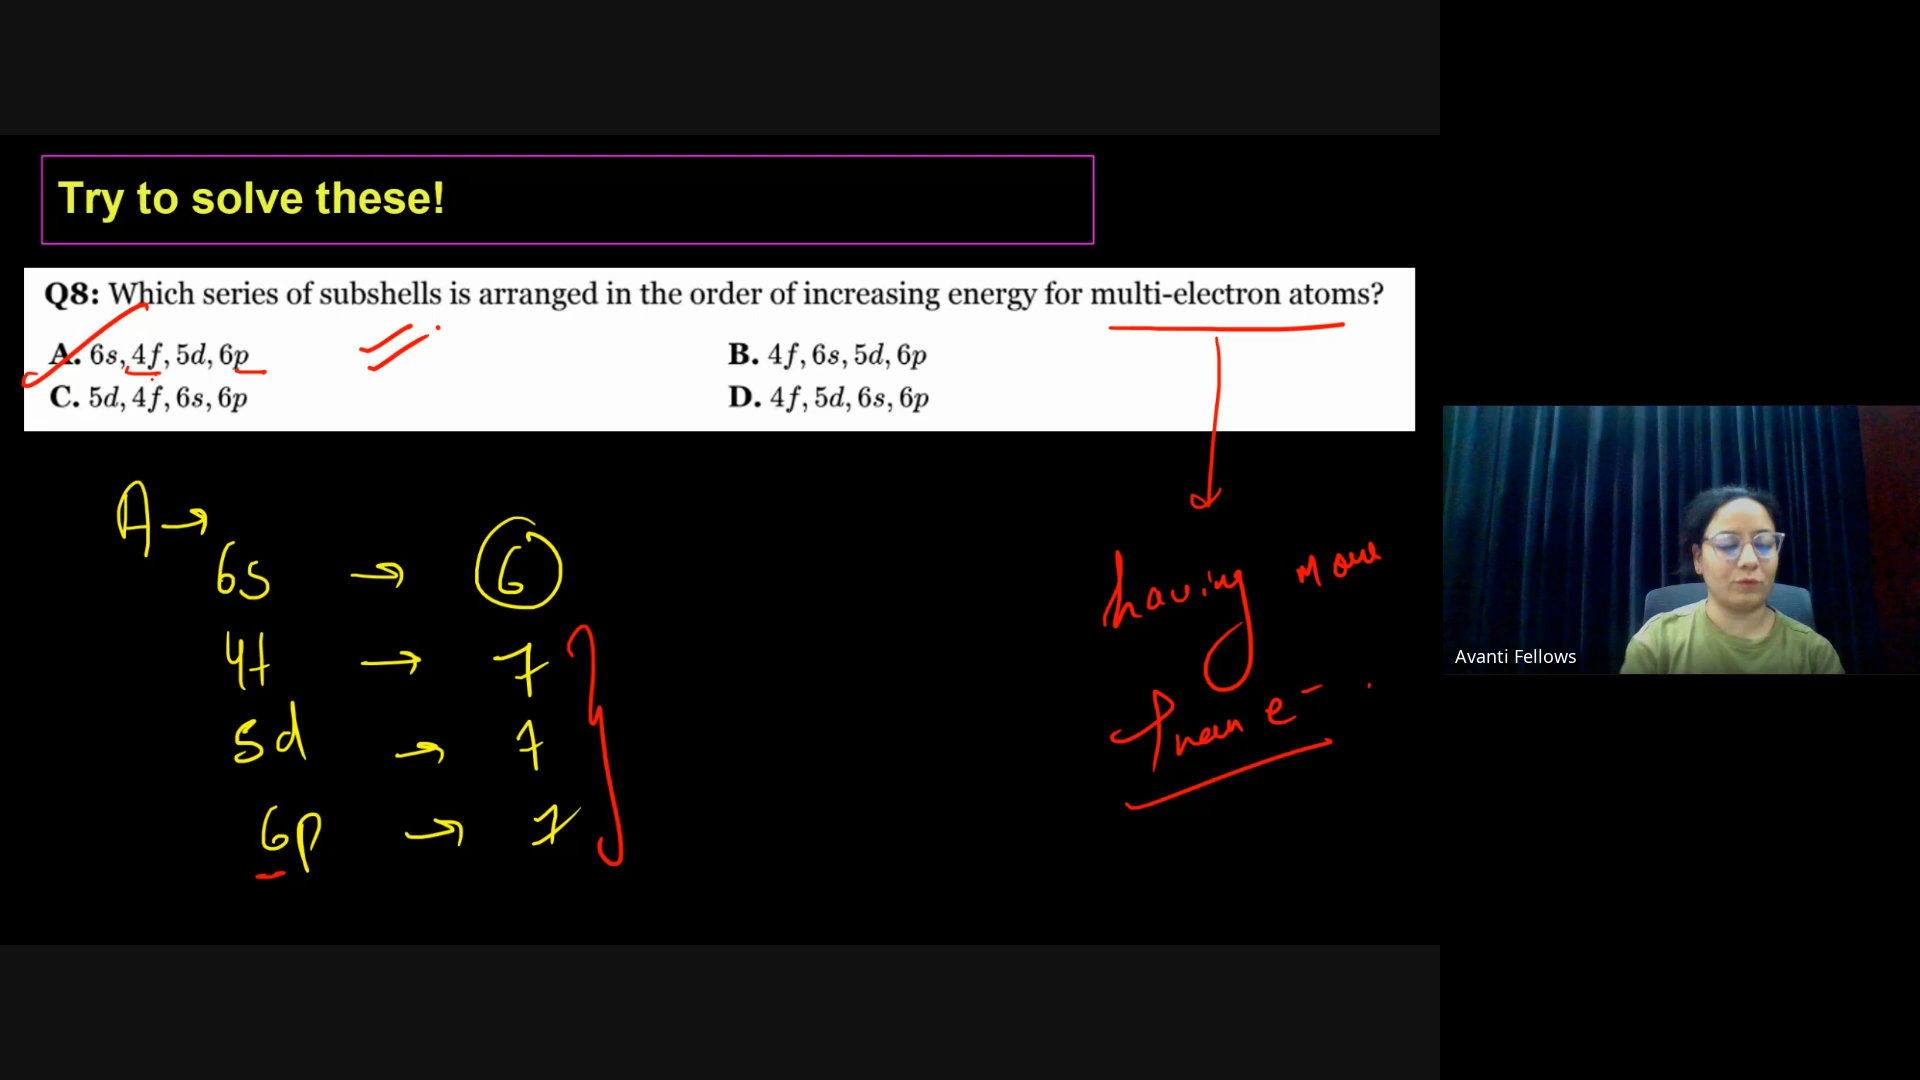 Try to solve these!
Q8: Which series of subshells is arranged in the order of increasing energy for multi-electron atoms?
A. 6s, 4f, 5d, 6p
B. 4f, 6s, 5d, 6p
C. 5d, 4f, 6s, 6p
D. 4f, 5d, 6s, 6p
A →
6s → 6
4f → 7
5d → 7
6p → 7
having more
than e⁻
Avanti Fellows